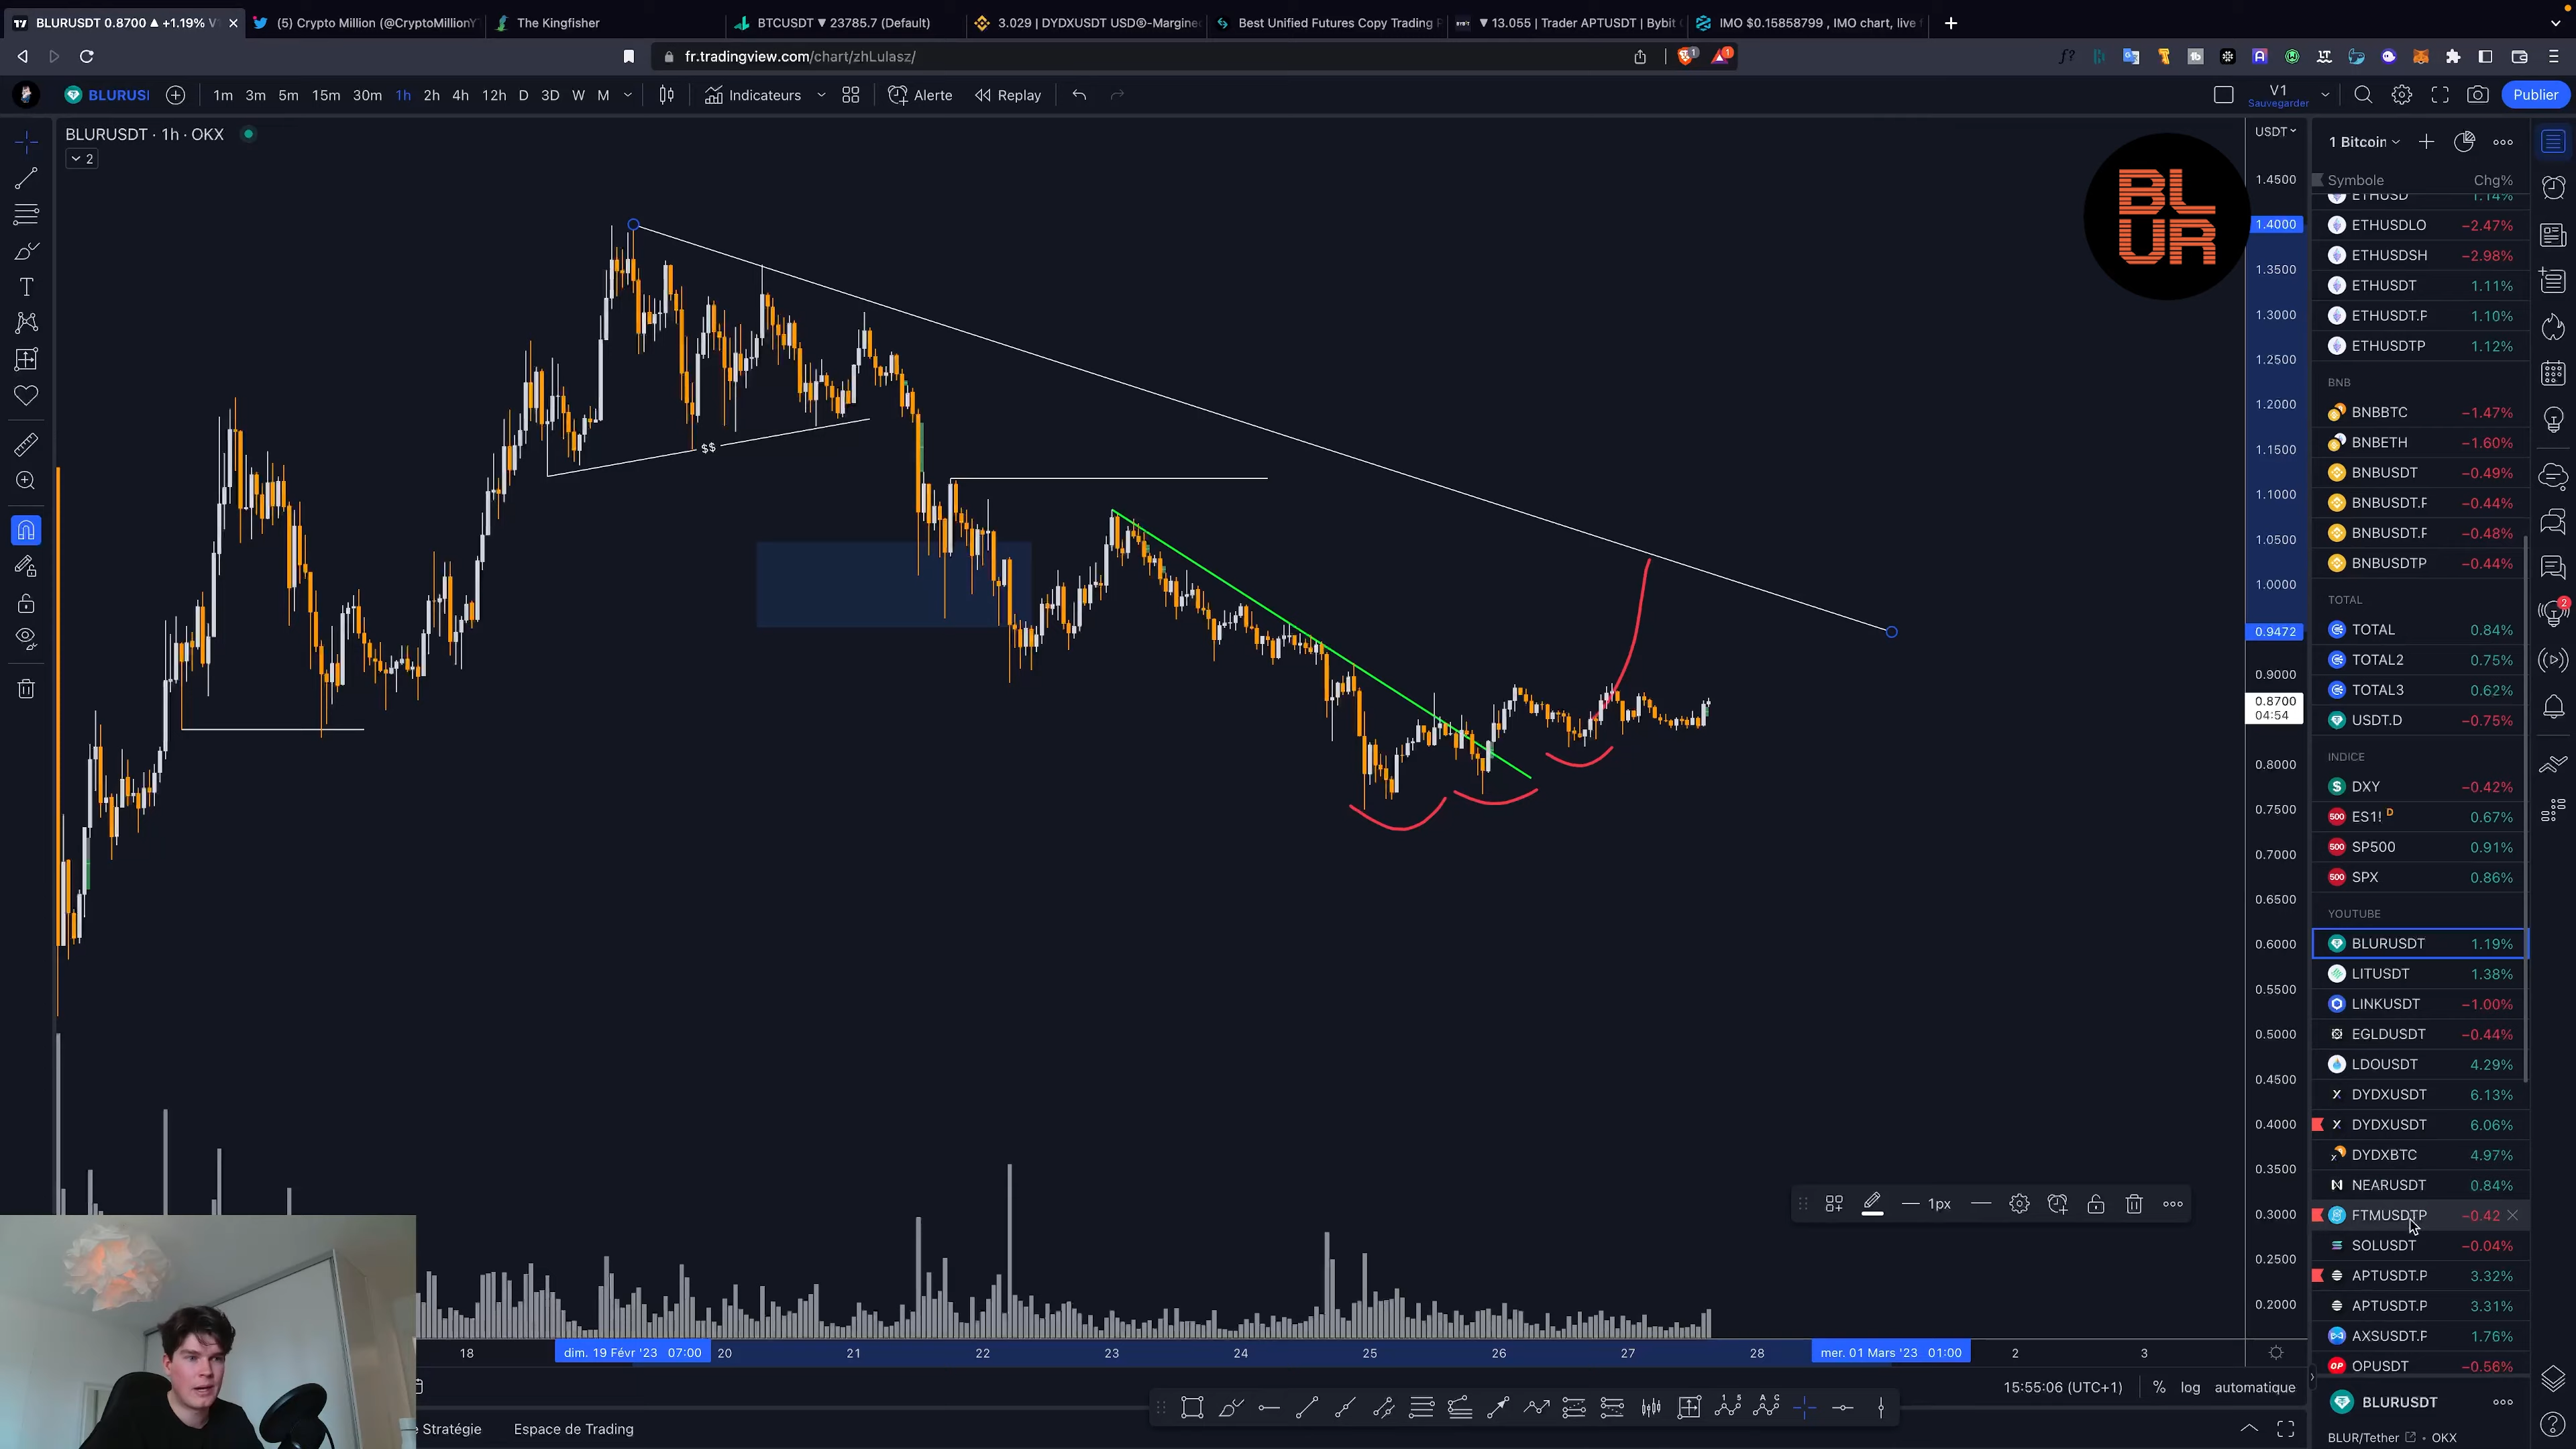 BLURUSDT 0.8700 ▲ +1.19% V
(5) Crypto Million (@CryptoMillionY
The Kingfisher
BTCUSDT ▼ 23785.7 (Default)
3.029 | DYDXUSDT USDⓈ-Margine
Best Unified Futures Copy Trading P
▼ 13.055 | Trader APTUSDT | Bybit
IMO $0.15858799 , IMO chart, live
fr.tradingview.com/chart/zhLulasz/
BLURUSI
1m 3m 5m 15m 30m 1h 2h 4h 12h D 3D W M
Indicateurs
Alerte
Replay
V1
Sauvegarder
Publier
BLURUSDT · 1h · OKX
2
BL
UR
$$
USDT
1.4500
1.4000
1.3500
1.3000
1.2500
1.2000
1.1500
1.1000
1.0500
1.0000
0.9472
0.9000
0.8700
04:54
0.8000
0.7500
0.7000
0.6500
0.6000
0.5500
0.5000
0.4500
0.4000
0.3500
0.3000
0.2500
0.2000
1 Bitcoin
Symbole Chg%
ETHUSD 1.14%
ETHUSDLO −2.47%
ETHUSDSH −2.98%
ETHUSDT 1.11%
ETHUSDT.P 1.10%
ETHUSDTP 1.12%
BNB
BNBBTC −1.47%
BNBETH −1.60%
BNBUSDT −0.49%
BNBUSDT.P −0.44%
BNBUSDT.P −0.48%
BNBUSDTP −0.44%
TOTAL
TOTAL 0.84%
TOTAL2 0.75%
TOTAL3 0.62%
USDT.D −0.75%
INDICE
DXY −0.42%
ES1! D 0.67%
SP500 0.91%
SPX 0.86%
YOUTUBE
BLURUSDT 1.19%
LITUSDT 1.38%
LINKUSDT −1.00%
EGLDUSDT −0.44%
LDOUSDT 4.29%
DYDXUSDT 6.13%
DYDXUSDT 6.06%
DYDXBTC 4.97%
NEARUSDT 0.84%
FTMUSDTP −0.42
SOLUSDT −0.04%
APTUSDT.P 3.32%
APTUSDT.P 3.31%
AXSUSDT.P 1.76%
OPUSDT −0.56%
BLURUSDT
BLUR/Tether · OKX
1px
18
dim. 19 Févr '23 07:00
20 21 22 23 24 25 26 27 28
mer. 01 Mars '23 01:00
2 3
15:55:06 (UTC+1) % log automatique
Stratégie
Espace de Trading